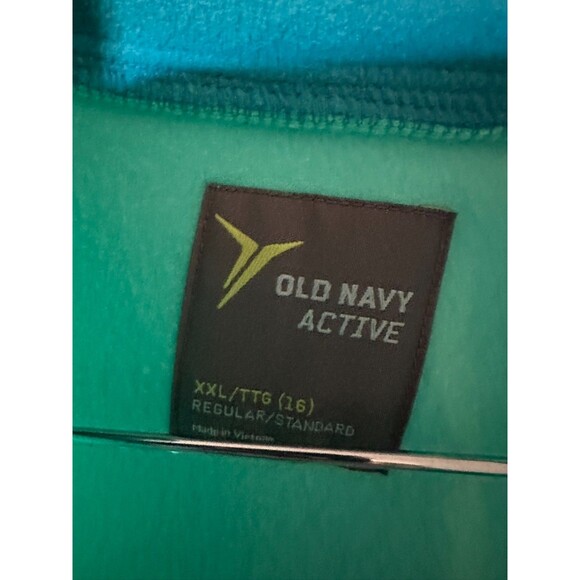 OLD NAVY
ACTIVE
XXL/TTG (16)
REGULAR/STANDARD
Made in Vietnam